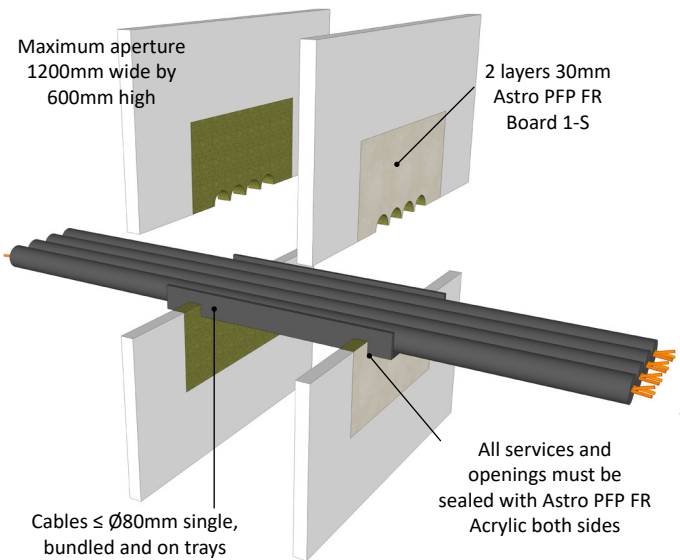 Maximum aperture
1200mm wide by
600mm high
2 layers 30mm
Astro PFP FR
Board 1-S
Cables ≤ Ø80mm single,
bundled and on trays
All services and
openings must be
sealed with Astro PFP FR
Acrylic both sides